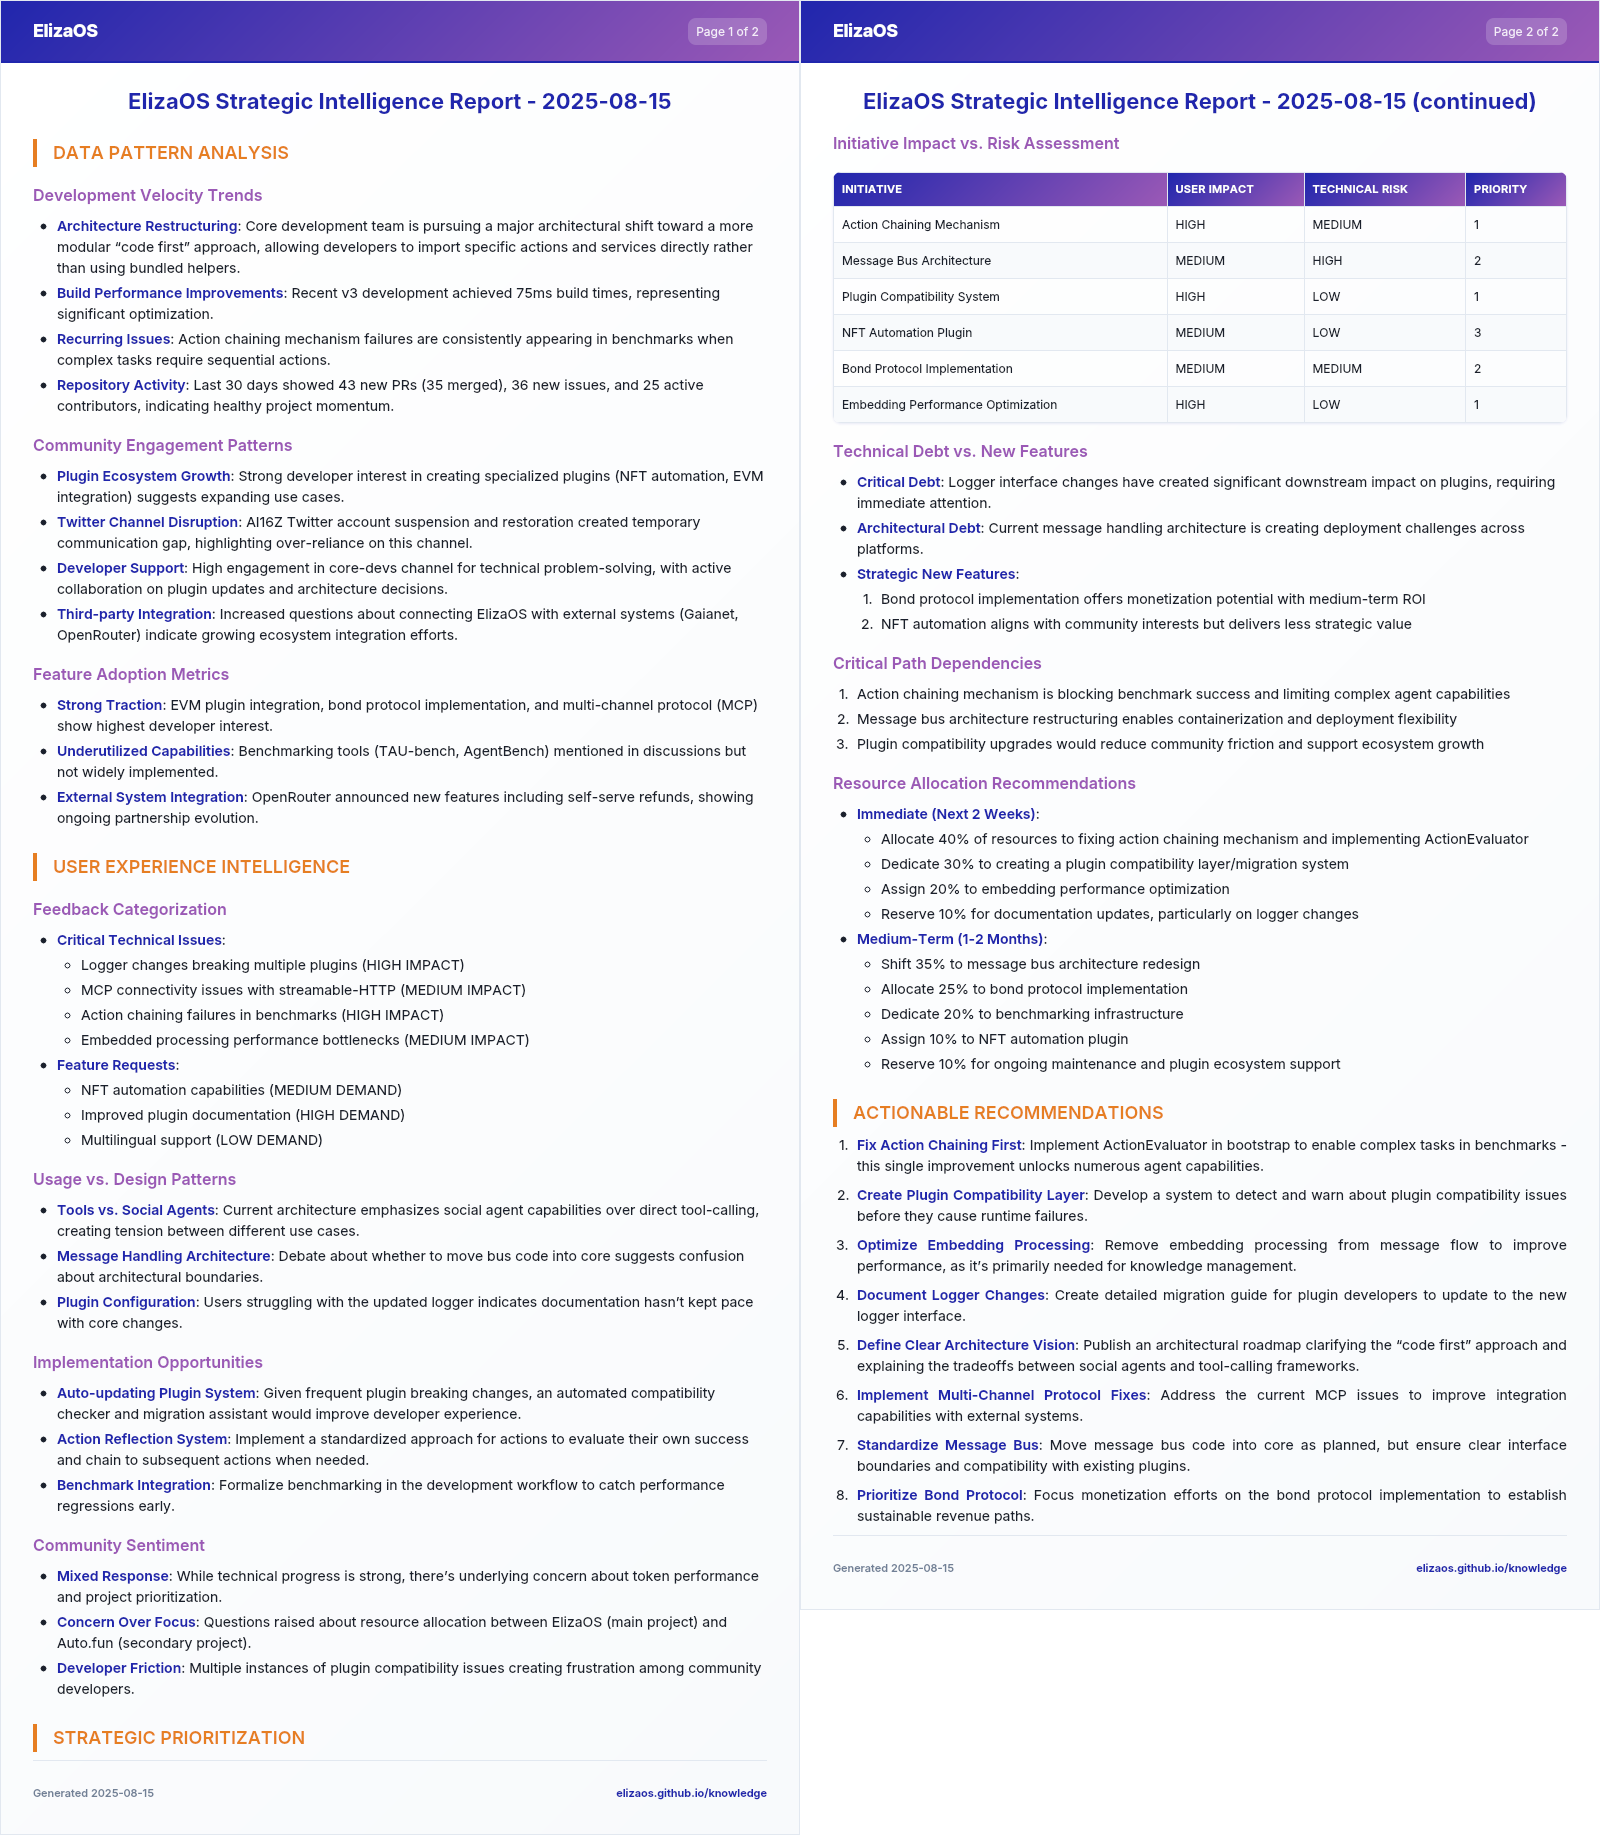 ElizaOS
Page 1 of 2
ElizaOS Strategic Intelligence Report - 2025-08-15
DATA PATTERN ANALYSIS
Development Velocity Trends
• Architecture Restructuring: Core development team is pursuing a major architectural shift toward a more
modular “code first” approach, allowing developers to import specific actions and services directly rather
than using bundled helpers.
• Build Performance Improvements: Recent v3 development achieved 75ms build times, representing
significant optimization.
• Recurring Issues: Action chaining mechanism failures are consistently appearing in benchmarks when
complex tasks require sequential actions.
• Repository Activity: Last 30 days showed 43 new PRs (35 merged), 36 new issues, and 25 active
contributors, indicating healthy project momentum.
Community Engagement Patterns
• Plugin Ecosystem Growth: Strong developer interest in creating specialized plugins (NFT automation, EVM
integration) suggests expanding use cases.
• Twitter Channel Disruption: AI16Z Twitter account suspension and restoration created temporary
communication gap, highlighting over-reliance on this channel.
• Developer Support: High engagement in core-devs channel for technical problem-solving, with active
collaboration on plugin updates and architecture decisions.
• Third-party Integration: Increased questions about connecting ElizaOS with external systems (Gaianet,
OpenRouter) indicate growing ecosystem integration efforts.
Feature Adoption Metrics
• Strong Traction: EVM plugin integration, bond protocol implementation, and multi-channel protocol (MCP)
show highest developer interest.
• Underutilized Capabilities: Benchmarking tools (TAU-bench, AgentBench) mentioned in discussions but
not widely implemented.
• External System Integration: OpenRouter announced new features including self-serve refunds, showing
ongoing partnership evolution.
USER EXPERIENCE INTELLIGENCE
Feedback Categorization
• Critical Technical Issues:
◦ Logger changes breaking multiple plugins (HIGH IMPACT)
◦ MCP connectivity issues with streamable-HTTP (MEDIUM IMPACT)
◦ Action chaining failures in benchmarks (HIGH IMPACT)
◦ Embedded processing performance bottlenecks (MEDIUM IMPACT)
• Feature Requests:
◦ NFT automation capabilities (MEDIUM DEMAND)
◦ Improved plugin documentation (HIGH DEMAND)
◦ Multilingual support (LOW DEMAND)
Usage vs. Design Patterns
• Tools vs. Social Agents: Current architecture emphasizes social agent capabilities over direct tool-calling,
creating tension between different use cases.
• Message Handling Architecture: Debate about whether to move bus code into core suggests confusion
about architectural boundaries.
• Plugin Configuration: Users struggling with the updated logger indicates documentation hasn’t kept pace
with core changes.
Implementation Opportunities
• Auto-updating Plugin System: Given frequent plugin breaking changes, an automated compatibility
checker and migration assistant would improve developer experience.
• Action Reflection System: Implement a standardized approach for actions to evaluate their own success
and chain to subsequent actions when needed.
• Benchmark Integration: Formalize benchmarking in the development workflow to catch performance
regressions early.
Community Sentiment
• Mixed Response: While technical progress is strong, there’s underlying concern about token performance
and project prioritization.
• Concern Over Focus: Questions raised about resource allocation between ElizaOS (main project) and
Auto.fun (secondary project).
• Developer Friction: Multiple instances of plugin compatibility issues creating frustration among community
developers.
STRATEGIC PRIORITIZATION
Generated 2025-08-15
elizaos.github.io/knowledge
ElizaOS
Page 2 of 2
ElizaOS Strategic Intelligence Report - 2025-08-15 (continued)
Initiative Impact vs. Risk Assessment
INITIATIVE USER IMPACT TECHNICAL RISK PRIORITY
Action Chaining Mechanism HIGH MEDIUM 1
Message Bus Architecture MEDIUM HIGH 2
Plugin Compatibility System HIGH LOW 1
NFT Automation Plugin MEDIUM LOW 3
Bond Protocol Implementation MEDIUM MEDIUM 2
Embedding Performance Optimization HIGH LOW 1
Technical Debt vs. New Features
• Critical Debt: Logger interface changes have created significant downstream impact on plugins, requiring
immediate attention.
• Architectural Debt: Current message handling architecture is creating deployment challenges across
platforms.
• Strategic New Features:
1. Bond protocol implementation offers monetization potential with medium-term ROI
2. NFT automation aligns with community interests but delivers less strategic value
Critical Path Dependencies
1. Action chaining mechanism is blocking benchmark success and limiting complex agent capabilities
2. Message bus architecture restructuring enables containerization and deployment flexibility
3. Plugin compatibility upgrades would reduce community friction and support ecosystem growth
Resource Allocation Recommendations
• Immediate (Next 2 Weeks):
◦ Allocate 40% of resources to fixing action chaining mechanism and implementing ActionEvaluator
◦ Dedicate 30% to creating a plugin compatibility layer/migration system
◦ Assign 20% to embedding performance optimization
◦ Reserve 10% for documentation updates, particularly on logger changes
• Medium-Term (1-2 Months):
◦ Shift 35% to message bus architecture redesign
◦ Allocate 25% to bond protocol implementation
◦ Dedicate 20% to benchmarking infrastructure
◦ Assign 10% to NFT automation plugin
◦ Reserve 10% for ongoing maintenance and plugin ecosystem support
ACTIONABLE RECOMMENDATIONS
1. Fix Action Chaining First: Implement ActionEvaluator in bootstrap to enable complex tasks in benchmarks -
this single improvement unlocks numerous agent capabilities.
2. Create Plugin Compatibility Layer: Develop a system to detect and warn about plugin compatibility issues
before they cause runtime failures.
3. Optimize Embedding Processing: Remove embedding processing from message flow to improve
performance, as it’s primarily needed for knowledge management.
4. Document Logger Changes: Create detailed migration guide for plugin developers to update to the new
logger interface.
5. Define Clear Architecture Vision: Publish an architectural roadmap clarifying the “code first” approach and
explaining the tradeoffs between social agents and tool-calling frameworks.
6. Implement Multi-Channel Protocol Fixes: Address the current MCP issues to improve integration
capabilities with external systems.
7. Standardize Message Bus: Move message bus code into core as planned, but ensure clear interface
boundaries and compatibility with existing plugins.
8. Prioritize Bond Protocol: Focus monetization efforts on the bond protocol implementation to establish
sustainable revenue paths.
Generated 2025-08-15
elizaos.github.io/knowledge